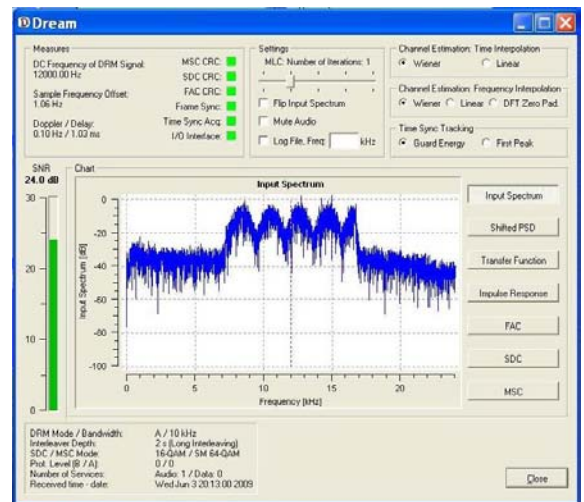 Dream
Measures
DC Frequency of DRM Signal:
12000.00 Hz
Sample Frequency Offset:
1.06 Hz
Doppler / Delay:
0.10 Hz / 1.03 ms
MSC CRC:
SDC CRC:
FAC CRC:
Frame Sync:
Time Sync Acq:
I/O Interface:
Settings
MLC: Number of Iterations: 1
Flip Input Spectrum
Mute Audio
Log File, Freq: kHz
Channel Estimation: Time Interpolation
Wiener Linear
Channel Estimation: Frequency Interpolation
Wiener Linear DFT Zero Pad.
Time Sync Tracking
Guard Energy First Peak
SNR
24.0 dB
30
20
10
0
Chart
Input Spectrum
Input Spectrum [dB]
0
-20
-40
-60
-80
-100
0 5 10 15 20
Frequency [kHz]
Input Spectrum
Shifted PSD
Transfer Function
Impulse Response
FAC
SDC
MSC
DRM Mode / Bandwidth: A / 10 kHz
Interleaver Depth: 2 s (Long Interleaving)
SDC / MSC Mode: 16-QAM / SM 64-QAM
Prot. Level (B / A): 0 / 0
Number of Services: Audio: 1 / Data: 0
Received time - date: Wed Jun 3 20:13:00 2009
Close